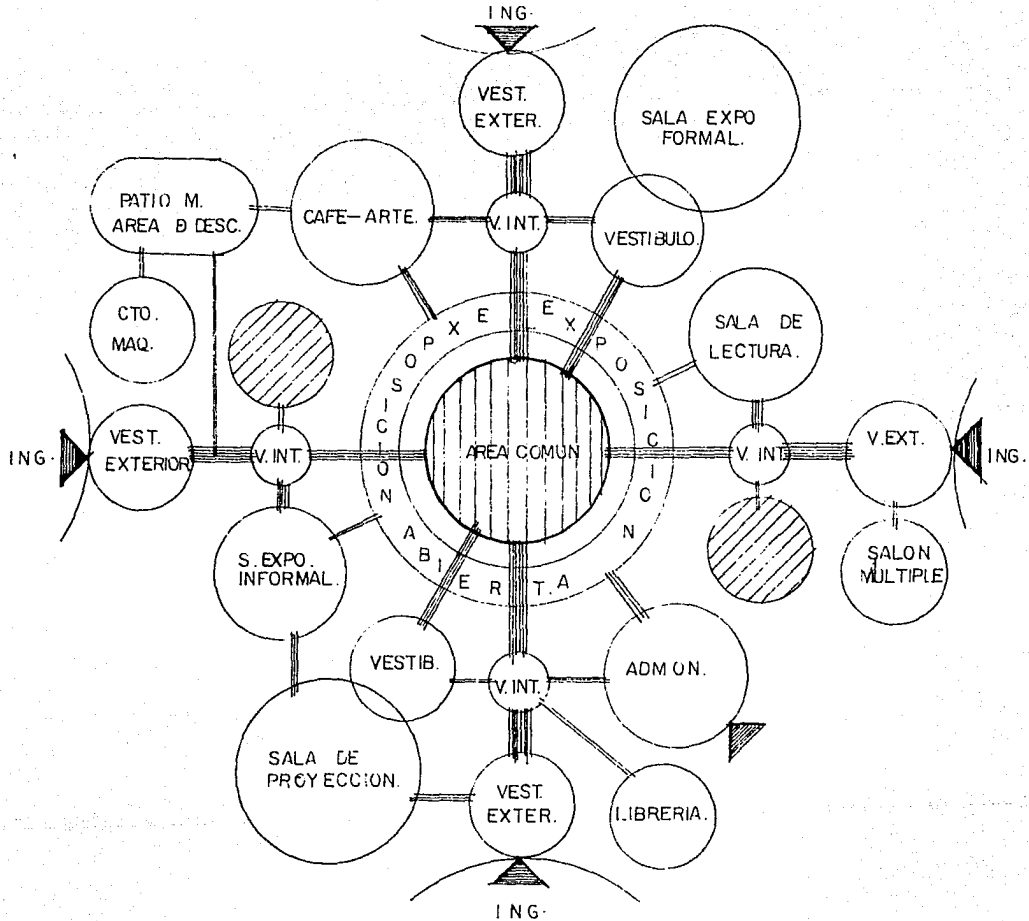 ING.
VEST.
EXTER.
SALA EXPO
FORMAL.
PATIO M.
AREA D DESC.
CAFE-ARTE.
V. INT.
VESTIBULO.
CTO.
MAQ.
SALA DE
LECTURA.
EXPOSICION
EXPOSICION ABIERTA.
ING.
VEST.
EXTERIOR
V. INT.
AREA COMUN
V. INT
V. EXT.
ING.
S. EXPO.
INFORMAL.
SALON
MULTIPLE
VESTIB.
V. INT.
ADMON.
SALA DE
PROYECCION.
VEST.
EXTER.
LIBRERIA.
ING.